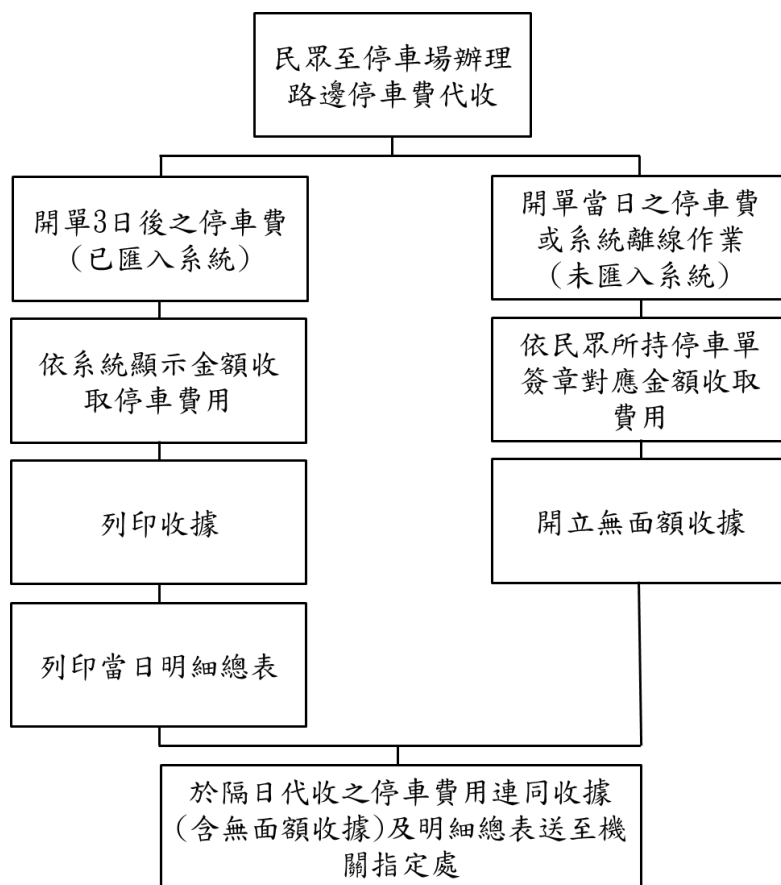 民眾至停車場辦理
路邊停車費代收
開單3日後之停車費
(已匯入系統)
開單當日之停車費
或系統離線作業
(未匯入系統)
依系統顯示金額收
取停車費用
依民眾所持停車單
簽章對應金額收取
費用
列印收據
開立無面額收據
列印當日明細總表
於隔日代收之停車費用連同收據
(含無面額收據)及明細總表送至機
關指定處